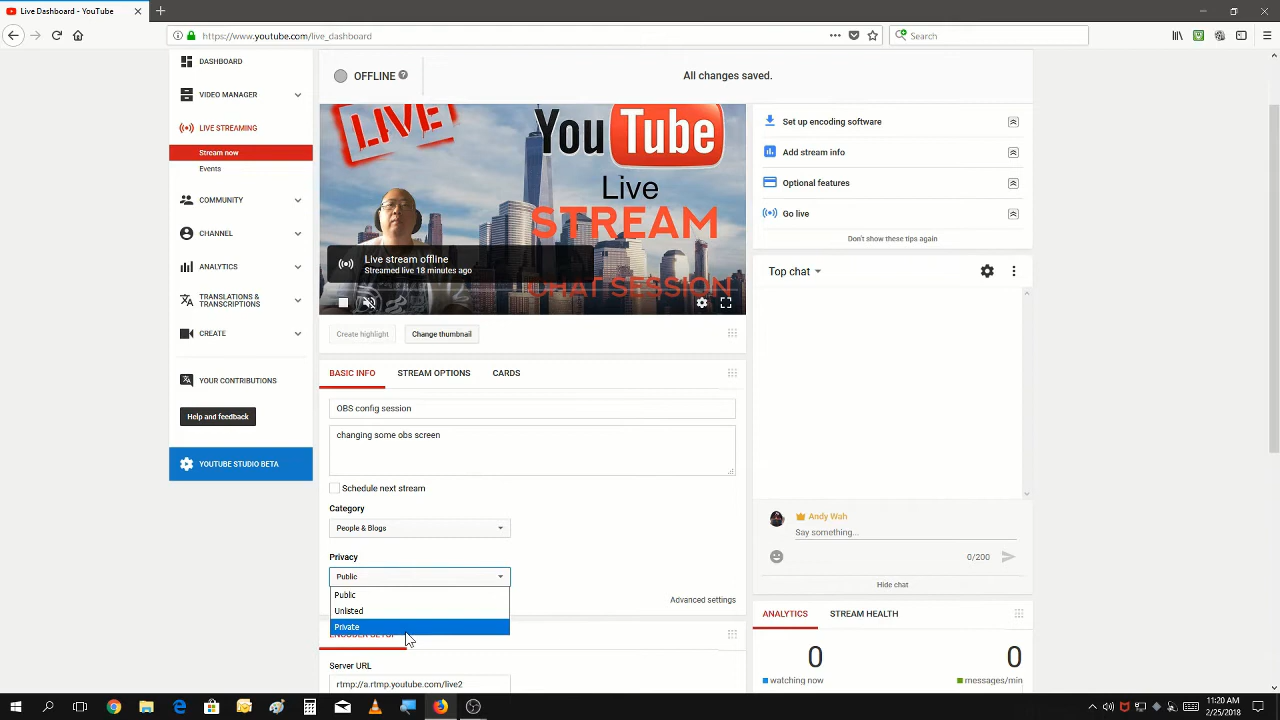 Live Dashboard - YouTube
https://www.youtube.com/live_dashboard
Search
DASHBOARD
VIDEO MANAGER
LIVE STREAMING
Stream now
Events
COMMUNITY
CHANNEL
ANALYTICS
TRANSLATIONS &
TRANSCRIPTIONS
CREATE
YOUR CONTRIBUTIONS
Help and feedback
YOUTUBE STUDIO BETA
OFFLINE
All changes saved.
LIVE
YouTube
Live
STREAM
CHAT SESSION
Live stream offline
Streamed live 18 minutes ago
Create highlight
Change thumbnail
BASIC INFO
STREAM OPTIONS
CARDS
OBS config session
changing some obs screen
Schedule next stream
Category
People & Blogs
Privacy
Public
Public
Unlisted
Private
Advanced settings
ENCODER SETUP
Server URL
rtmp://a.rtmp.youtube.com/live2
Set up encoding software
Add stream info
Optional features
Go live
Don't show these tips again
Top chat
Andy Wah
Say something...
0/200
Hide chat
ANALYTICS
STREAM HEALTH
0
watching now
0
messages/min
11:20 AM
2/25/2018